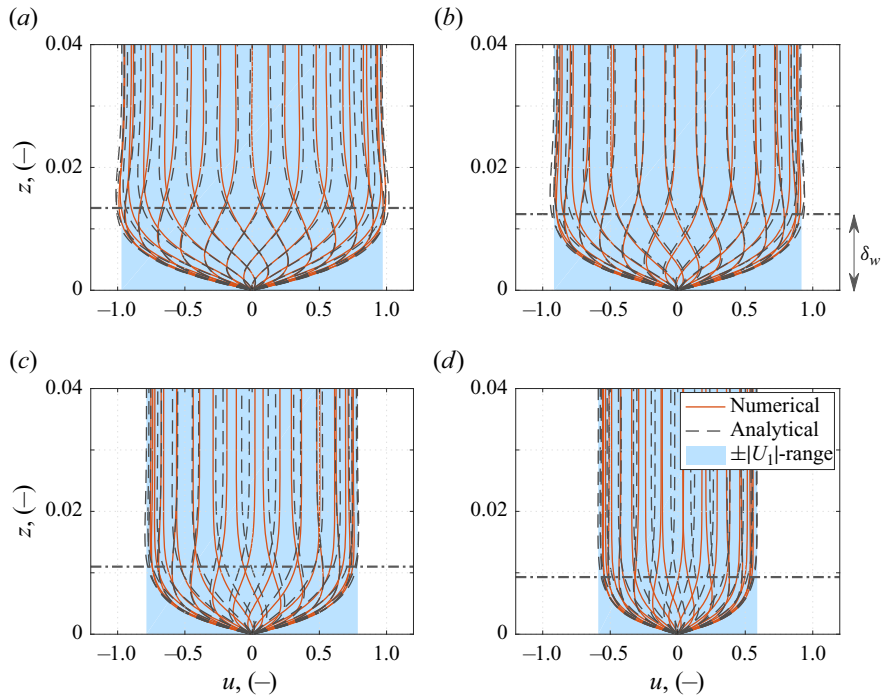 (a)
(b)
0.04
0.02
0
z, (–)
–1.0 –0.5 0 0.5 1.0
u, (–)
0.04
0.02
0
–1.0 –0.5 0 0.5 1.0
u, (–)
δw
(c)
(d)
0.04
0.02
0
z, (–)
–1.0 –0.5 0 0.5 1.0
u, (–)
0.04
0.02
0
Numerical
Analytical
±|U1|-range
–1.0 –0.5 0 0.5 1.0
u, (–)